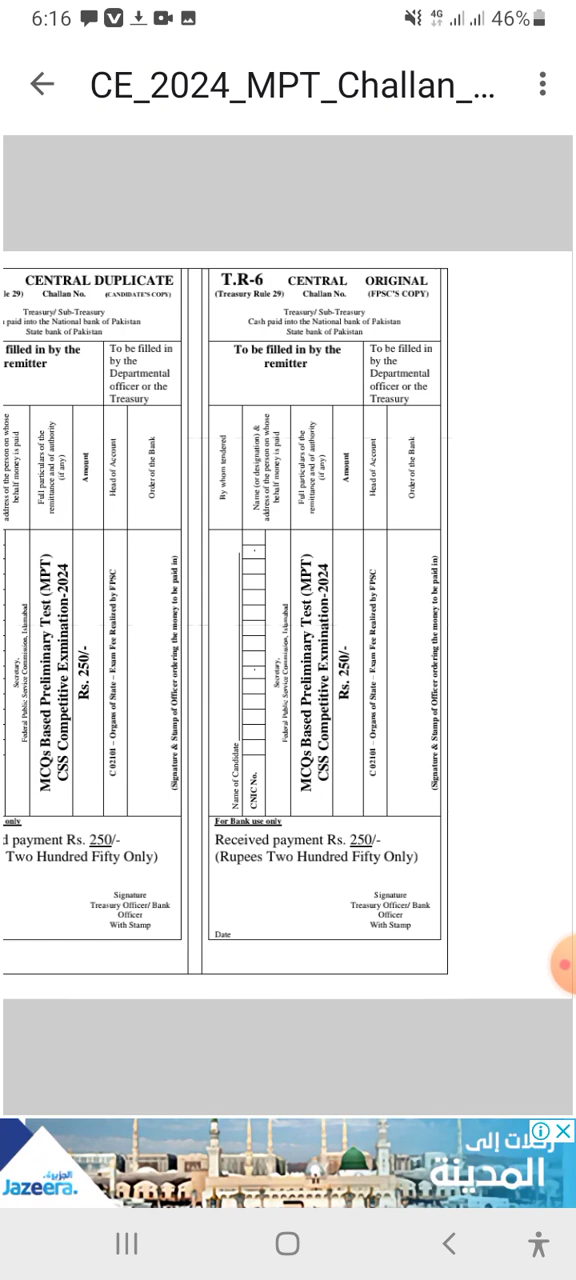 6:16
4G
46%
CE_2024_MPT_Challan_...
CENTRAL DUPLICATE
le 29) Challan No. (CANDIDATE'S COPY)
Treasury/ Sub-Treasury
paid into the National bank of Pakistan
State bank of Pakistan
filled in by the
remitter
To be filled in
by the
Departmental
officer or the
Treasury
address of the person on whose
behalf money is paid
Full particulars of the
remittance and of authority
(if any)
Amount
Head of Account
Order of the Bank
Secretary,
Federal Public Service Commission, Islamabad
MCQs Based Preliminary Test (MPT)
CSS Competitive Exmination-2024
Rs. 250/-
C 02101 – Organs of State – Exam Fee Realized by FPSC
(Signature & Stamp of Officer ordering the money to be paid in)
only
d payment Rs. 250/-
Two Hundred Fifty Only)
Signature
Treasury Officer/ Bank
Officer
With Stamp
T.R-6 CENTRAL ORIGINAL
(Treasury Rule 29) Challan No. (FPSC'S COPY)
Treasury/ Sub-Treasury
Cash paid into the National bank of Pakistan
State bank of Pakistan
To be filled in by the
remitter
To be filled in
by the
Departmental
officer or the
Treasury
By whom tendered
Name (or designation) &
address of the person on whose
behalf money is paid
Full particulars of the
remittance and of authority
(if any)
Amount
Head of Account
Order of the Bank
Name of Candidate
CNIC No.
Secretary,
Federal Public Service Commission, Islamabad
MCQs Based Preliminary Test (MPT)
CSS Competitive Exmination-2024
Rs. 250/-
C 02101 – Organs of State – Exam Fee Realized by FPSC
(Signature & Stamp of Officer ordering the money to be paid in)
For Bank use only
Received payment Rs. 250/-
(Rupees Two Hundred Fifty Only)
Signature
Treasury Officer/ Bank
Officer
With Stamp
Date
الجزيرة.
Jazeera.
إلى
المدينة